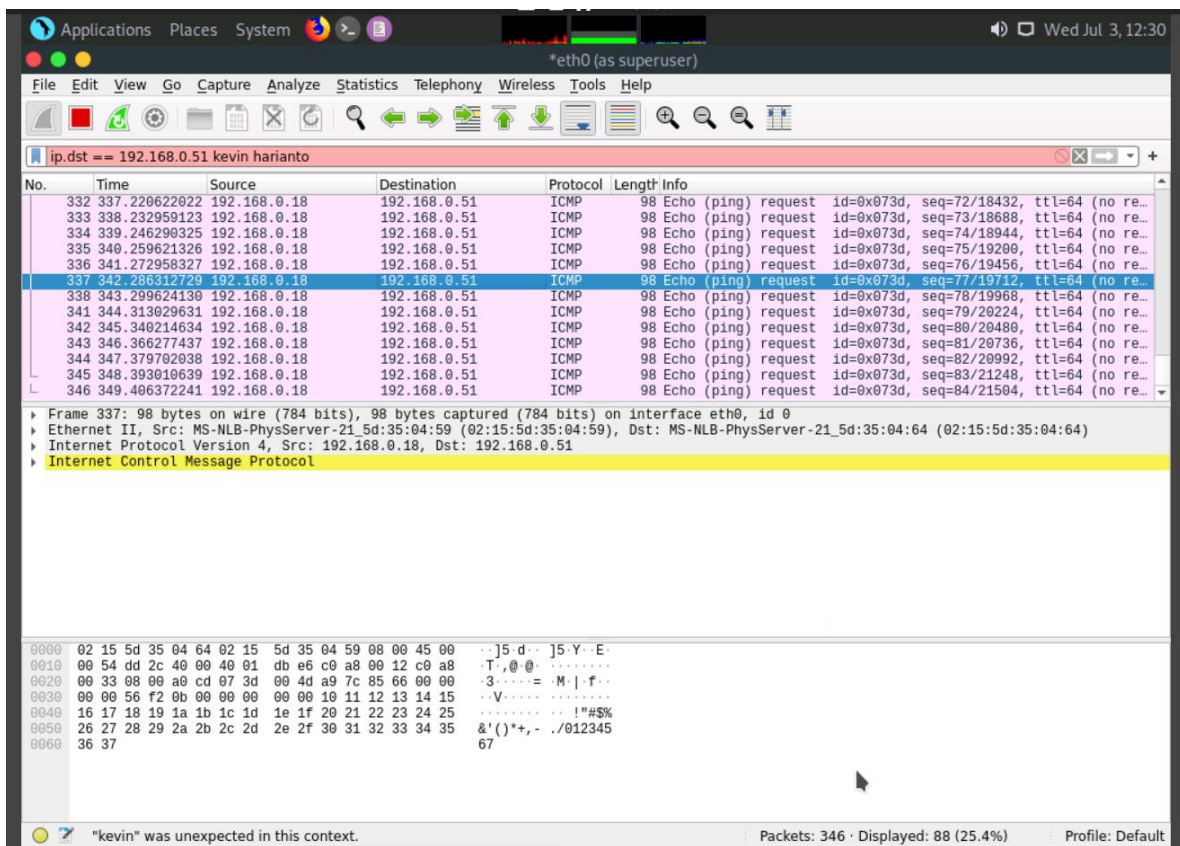 Applications Places System Wed Jul 3, 12:30
*eth0 (as superuser)
File Edit View Go Capture Analyze Statistics Telephony Wireless Tools Help
ip.dst == 192.168.0.51 kevin harianto
No. Time Source Destination Protocol Length Info
332 337.220622022 192.168.0.18 192.168.0.51 ICMP 98 Echo (ping) request id=0x073d, seq=72/18432, ttl=64 (no re…
333 338.232959123 192.168.0.18 192.168.0.51 ICMP 98 Echo (ping) request id=0x073d, seq=73/18688, ttl=64 (no re…
334 339.246290325 192.168.0.18 192.168.0.51 ICMP 98 Echo (ping) request id=0x073d, seq=74/18944, ttl=64 (no re…
335 340.259621326 192.168.0.18 192.168.0.51 ICMP 98 Echo (ping) request id=0x073d, seq=75/19200, ttl=64 (no re…
336 341.272958327 192.168.0.18 192.168.0.51 ICMP 98 Echo (ping) request id=0x073d, seq=76/19456, ttl=64 (no re…
337 342.286312729 192.168.0.18 192.168.0.51 ICMP 98 Echo (ping) request id=0x073d, seq=77/19712, ttl=64 (no re…
338 343.299624130 192.168.0.18 192.168.0.51 ICMP 98 Echo (ping) request id=0x073d, seq=78/19968, ttl=64 (no re…
341 344.313029631 192.168.0.18 192.168.0.51 ICMP 98 Echo (ping) request id=0x073d, seq=79/20224, ttl=64 (no re…
342 345.340214634 192.168.0.18 192.168.0.51 ICMP 98 Echo (ping) request id=0x073d, seq=80/20480, ttl=64 (no re…
343 346.366277437 192.168.0.18 192.168.0.51 ICMP 98 Echo (ping) request id=0x073d, seq=81/20736, ttl=64 (no re…
344 347.379702038 192.168.0.18 192.168.0.51 ICMP 98 Echo (ping) request id=0x073d, seq=82/20992, ttl=64 (no re…
345 348.393010639 192.168.0.18 192.168.0.51 ICMP 98 Echo (ping) request id=0x073d, seq=83/21248, ttl=64 (no re…
346 349.406372241 192.168.0.18 192.168.0.51 ICMP 98 Echo (ping) request id=0x073d, seq=84/21504, ttl=64 (no re…
Frame 337: 98 bytes on wire (784 bits), 98 bytes captured (784 bits) on interface eth0, id 0
Ethernet II, Src: MS-NLB-PhysServer-21_5d:35:04:59 (02:15:5d:35:04:59), Dst: MS-NLB-PhysServer-21_5d:35:04:64 (02:15:5d:35:04:64)
Internet Protocol Version 4, Src: 192.168.0.18, Dst: 192.168.0.51
Internet Control Message Protocol
0000 02 15 5d 35 04 64 02 15 5d 35 04 59 08 00 45 00 ··]5·d·· ]5·Y··E·
0010 00 54 dd 2c 40 00 40 01 db e6 c0 a8 00 12 c0 a8 ·T·,@·@· ········
0020 00 33 08 00 a0 cd 07 3d 00 4d a9 7c 85 66 00 00 ·3·····= ·M·|·f··
0030 00 00 56 f2 0b 00 00 00 00 00 10 11 12 13 14 15 ··V····· ········
0040 16 17 18 19 1a 1b 1c 1d 1e 1f 20 21 22 23 24 25 ········ ·· !"#$%
0050 26 27 28 29 2a 2b 2c 2d 2e 2f 30 31 32 33 34 35 &'()*+,- ./012345
0060 36 37 67
"kevin" was unexpected in this context. Packets: 346 · Displayed: 88 (25.4%) Profile: Default